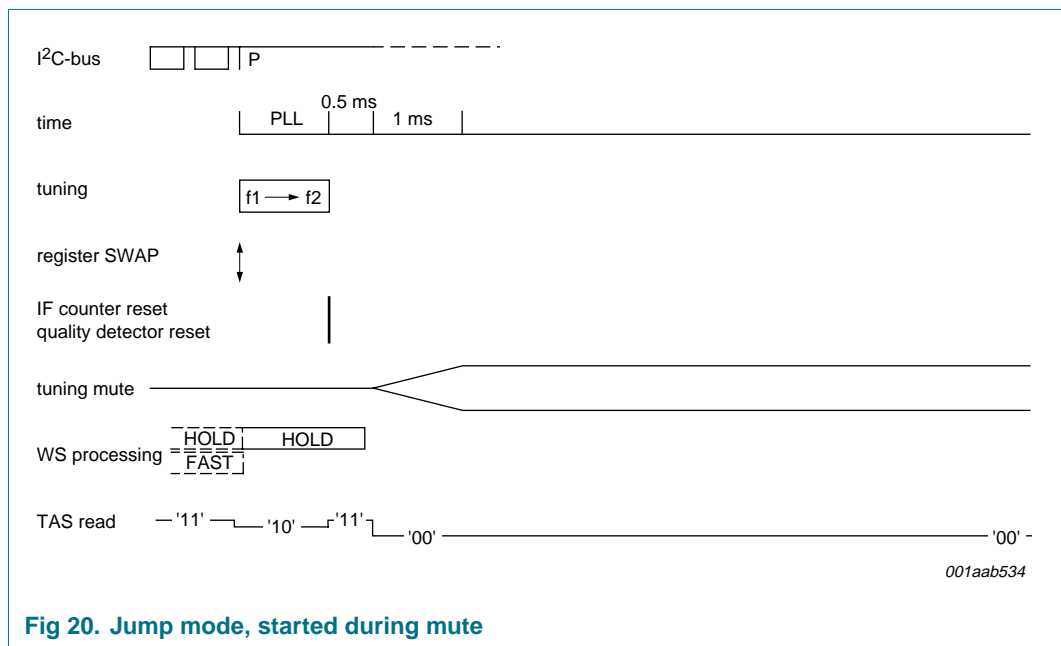 I²C-bus
P
time
PLL
0.5 ms
1 ms
tuning
f1 → f2
register SWAP
IF counter reset
quality detector reset
tuning mute
WS processing
HOLD
FAST
HOLD
TAS read
'11'
'10'
'11'
'00'
'00'
001aab534
Fig 20. Jump mode, started during mute